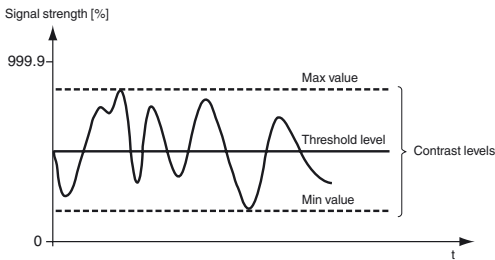 Signal strength [%]
999.9
Max value
Threshold level
Contrast levels
Min value
0
t